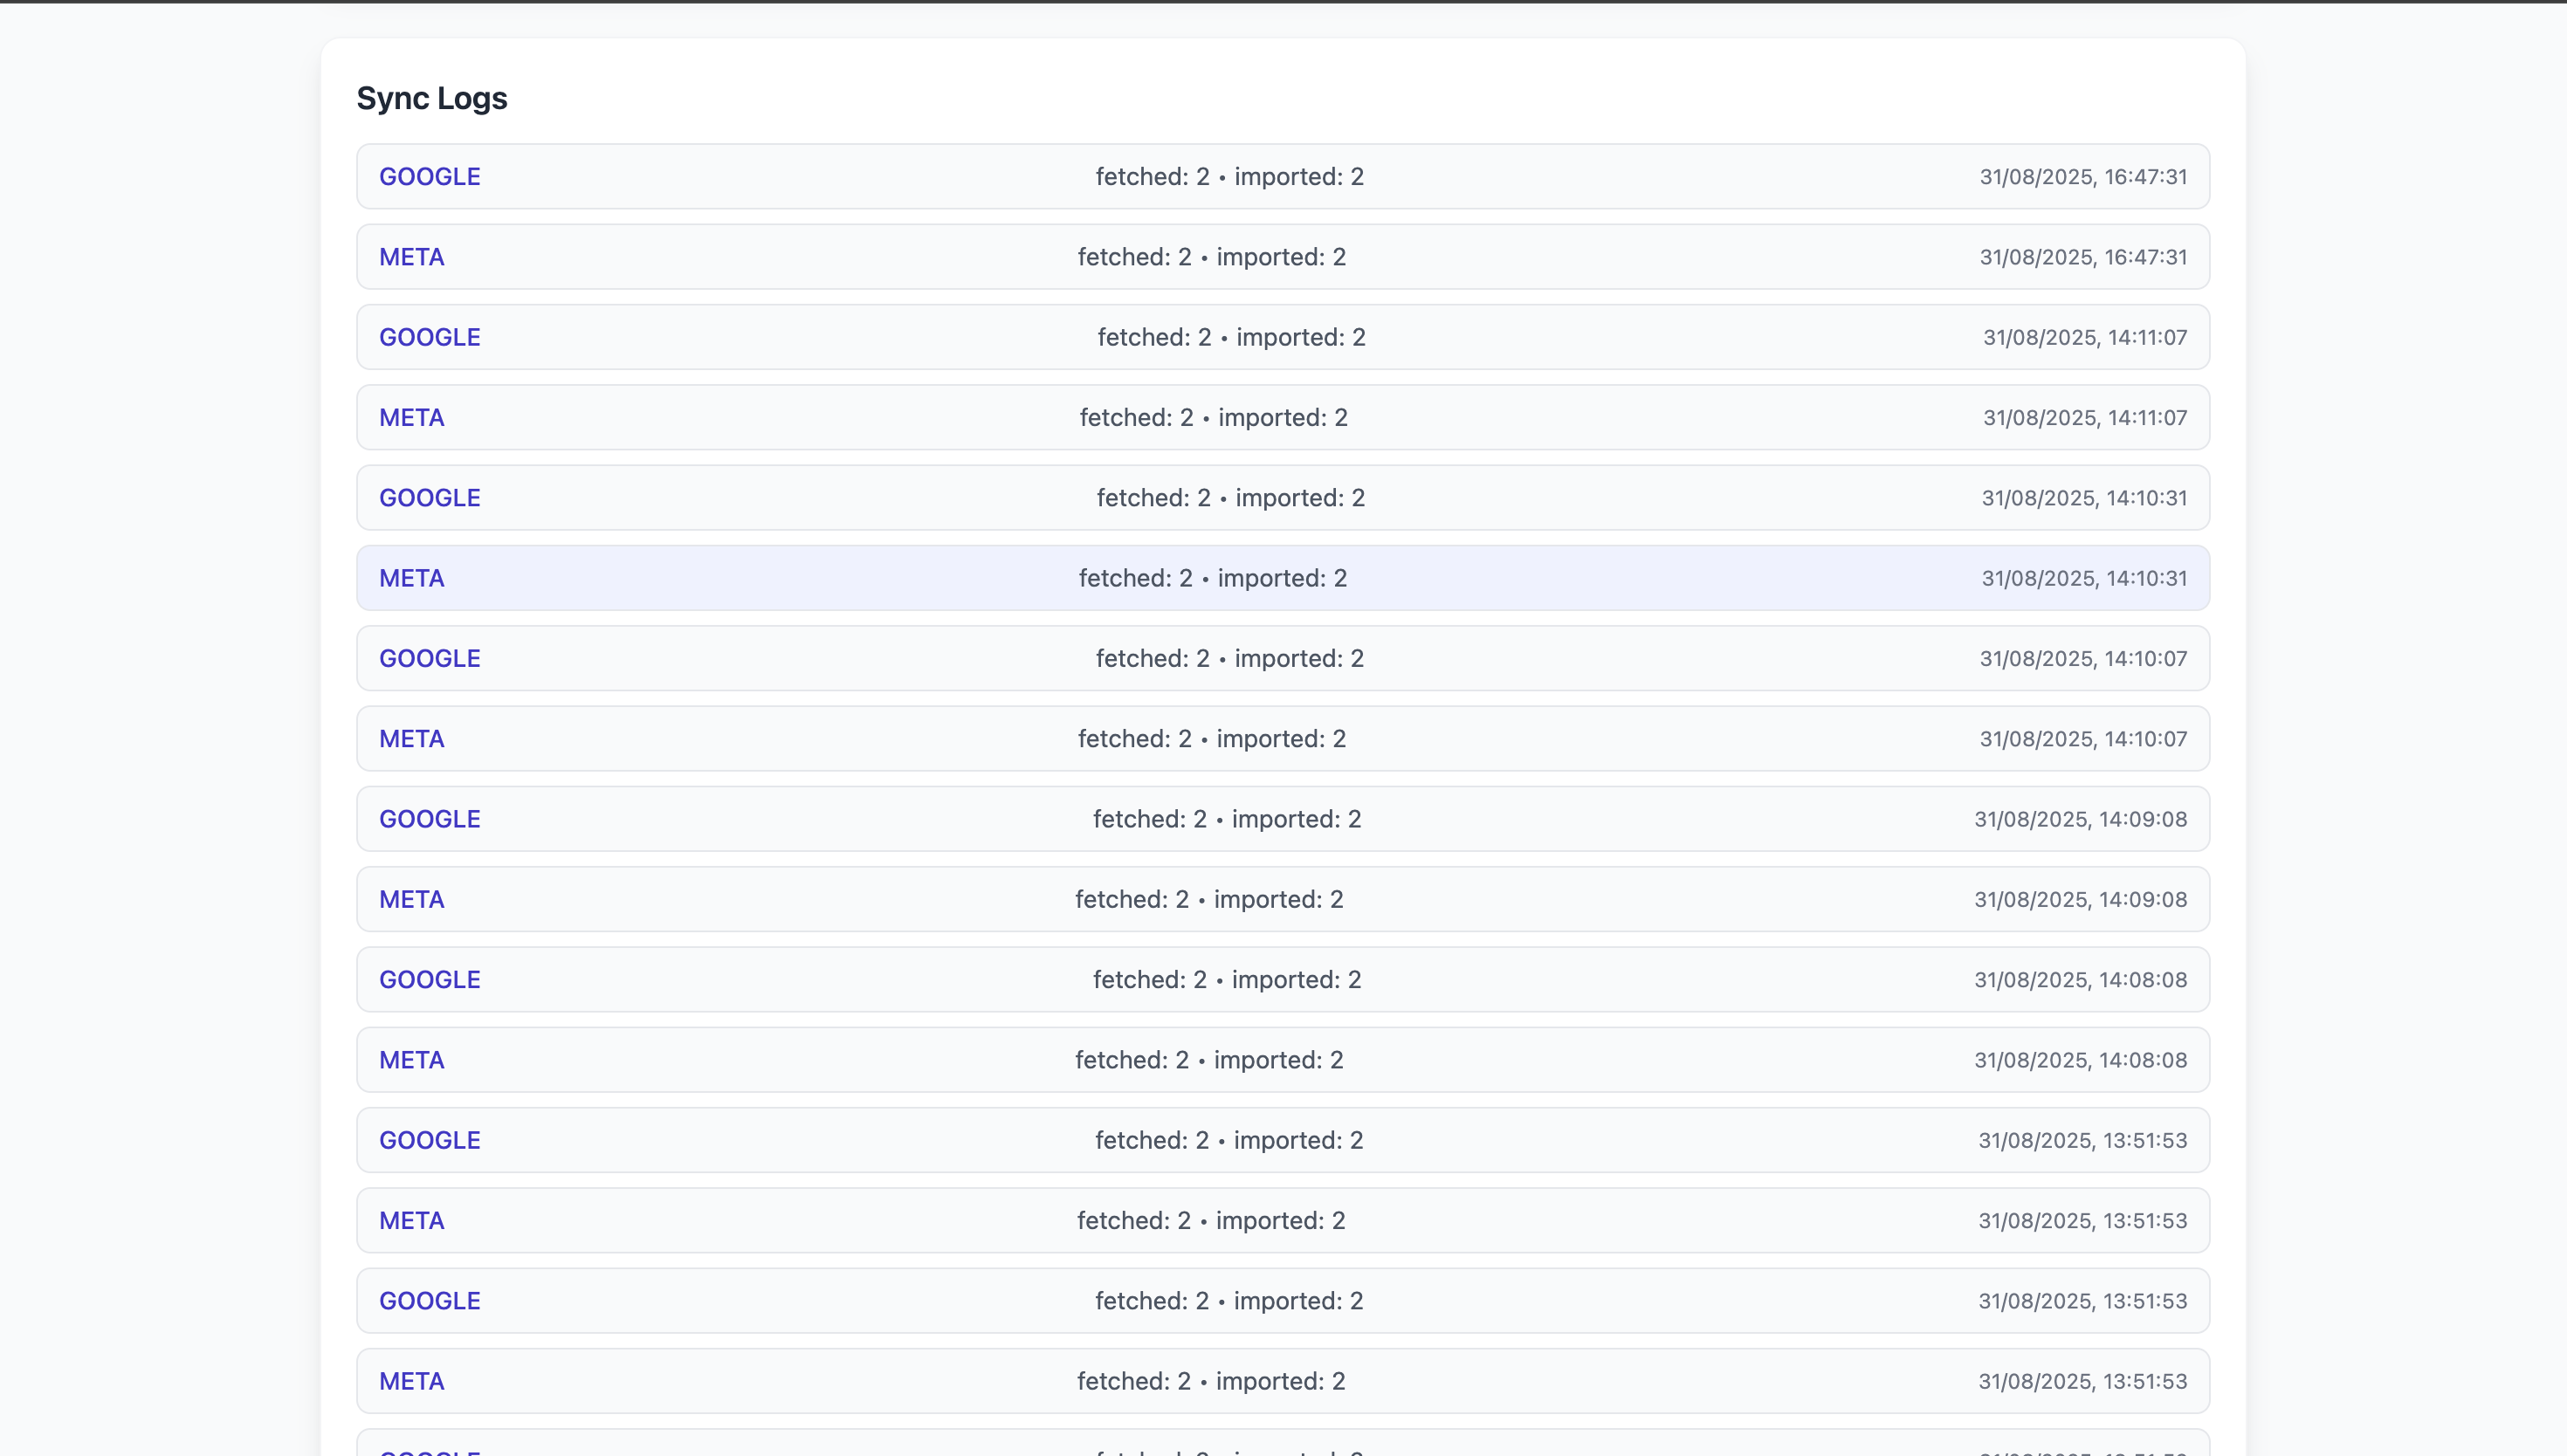 Sync Logs
GOOGLE fetched: 2 • imported: 2 31/08/2025, 16:47:31
META fetched: 2 • imported: 2 31/08/2025, 16:47:31
GOOGLE fetched: 2 • imported: 2 31/08/2025, 14:11:07
META fetched: 2 • imported: 2 31/08/2025, 14:11:07
GOOGLE fetched: 2 • imported: 2 31/08/2025, 14:10:31
META fetched: 2 • imported: 2 31/08/2025, 14:10:31
GOOGLE fetched: 2 • imported: 2 31/08/2025, 14:10:07
META fetched: 2 • imported: 2 31/08/2025, 14:10:07
GOOGLE fetched: 2 • imported: 2 31/08/2025, 14:09:08
META fetched: 2 • imported: 2 31/08/2025, 14:09:08
GOOGLE fetched: 2 • imported: 2 31/08/2025, 14:08:08
META fetched: 2 • imported: 2 31/08/2025, 14:08:08
GOOGLE fetched: 2 • imported: 2 31/08/2025, 13:51:53
META fetched: 2 • imported: 2 31/08/2025, 13:51:53
GOOGLE fetched: 2 • imported: 2 31/08/2025, 13:51:53
META fetched: 2 • imported: 2 31/08/2025, 13:51:53